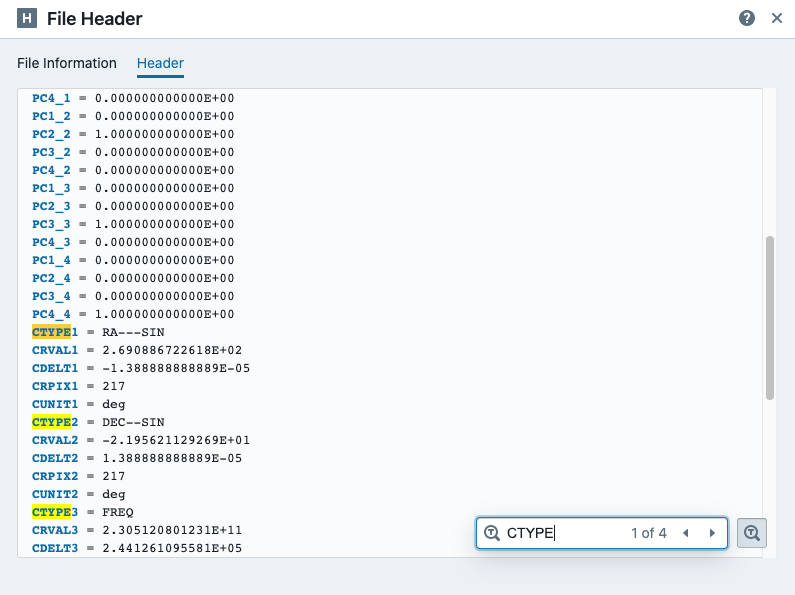 H File Header
File Information Header
PC4_1 = 0.000000000000E+00
PC1_2 = 0.000000000000E+00
PC2_2 = 1.000000000000E+00
PC3_2 = 0.000000000000E+00
PC4_2 = 0.000000000000E+00
PC1_3 = 0.000000000000E+00
PC2_3 = 0.000000000000E+00
PC3_3 = 1.000000000000E+00
PC4_3 = 0.000000000000E+00
PC1_4 = 0.000000000000E+00
PC2_4 = 0.000000000000E+00
PC3_4 = 0.000000000000E+00
PC4_4 = 1.000000000000E+00
CTYPE1 = RA---SIN
CRVAL1 = 2.690886722618E+02
CDELT1 = -1.388888888889E-05
CRPIX1 = 217
CUNIT1 = deg
CTYPE2 = DEC--SIN
CRVAL2 = -2.195621129269E+01
CDELT2 = 1.388888888889E-05
CRPIX2 = 217
CUNIT2 = deg
CTYPE3 = FREQ
CRVAL3 = 2.305120801231E+11
CDELT3 = 2.441261095581E+05
CTYPE 1 of 4